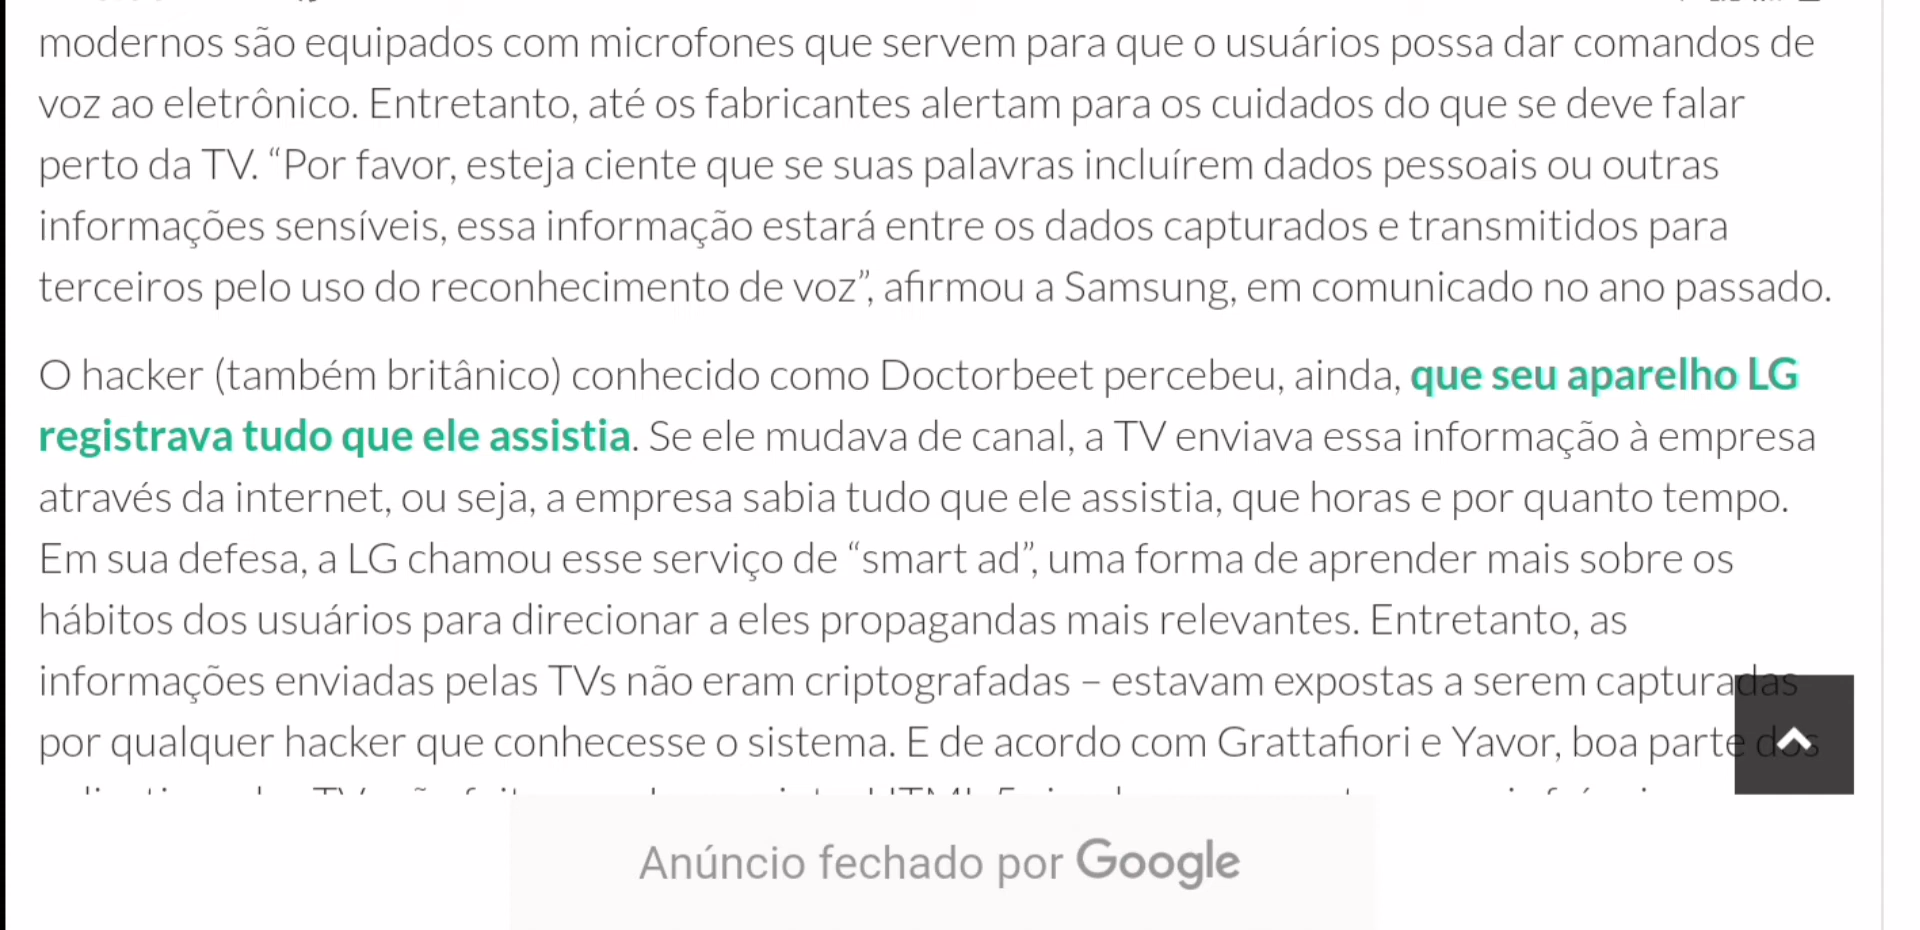 modernos são equipados com microfones que servem para que o usuários possa dar comandos de
voz ao eletrônico. Entretanto, até os fabricantes alertam para os cuidados do que se deve falar
perto da TV. “Por favor, esteja ciente que se suas palavras incluírem dados pessoais ou outras
informações sensíveis, essa informação estará entre os dados capturados e transmitidos para
terceiros pelo uso do reconhecimento de voz”, afirmou a Samsung, em comunicado no ano passado.
O hacker (também britânico) conhecido como Doctorbeet percebeu, ainda, que seu aparelho LG
registrava tudo que ele assistia. Se ele mudava de canal, a TV enviava essa informação à empresa
através da internet, ou seja, a empresa sabia tudo que ele assistia, que horas e por quanto tempo.
Em sua defesa, a LG chamou esse serviço de “smart ad”, uma forma de aprender mais sobre os
hábitos dos usuários para direcionar a eles propagandas mais relevantes. Entretanto, as
informações enviadas pelas TVs não eram criptografadas – estavam expostas a serem capturadas
por qualquer hacker que conhecesse o sistema. E de acordo com Grattafiori e Yavor, boa parte dos
Anúncio fechado por Google